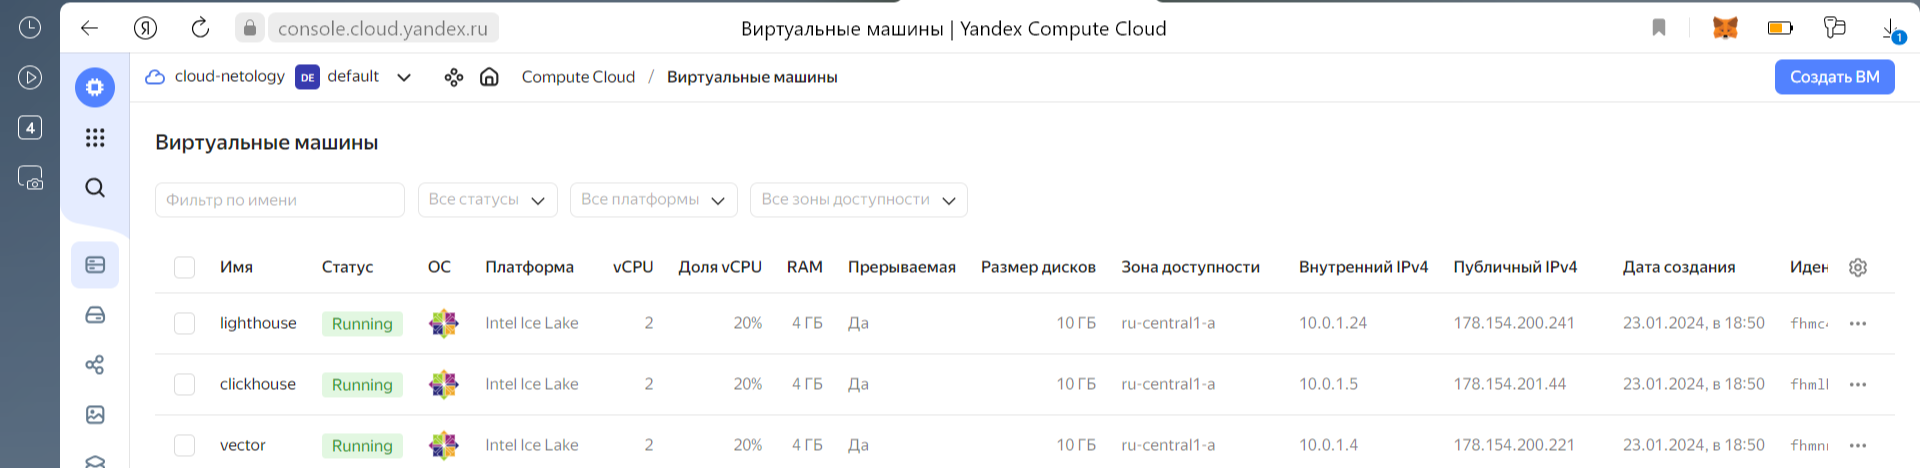 console.cloud.yandex.ru
Виртуальные машины | Yandex Compute Cloud
1
4
cloud-netology DE default Compute Cloud / Виртуальные машины Создать ВМ
Виртуальные машины
Фильтр по имени Все статусы Все платформы Все зоны доступности
Имя Статус ОС Платформа vCPU Доля vCPU RAM Прерываемая Размер дисков Зона доступности Внутренний IPv4 Публичный IPv4 Дата создания Иден
lighthouse Running Intel Ice Lake 2 20% 4 ГБ Да 10 ГБ ru-central1-a 10.0.1.24 178.154.200.241 23.01.2024, в 18:50 fhmc
clickhouse Running Intel Ice Lake 2 20% 4 ГБ Да 10 ГБ ru-central1-a 10.0.1.5 178.154.201.44 23.01.2024, в 18:50 fhml
vector Running Intel Ice Lake 2 20% 4 ГБ Да 10 ГБ ru-central1-a 10.0.1.4 178.154.200.221 23.01.2024, в 18:50 fhmn